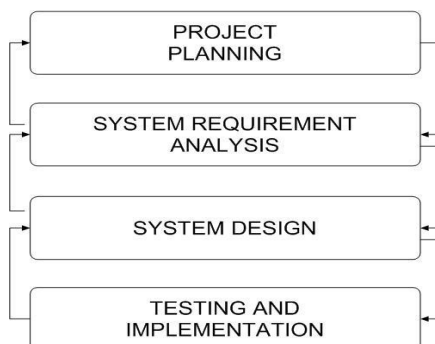 PROJECT
PLANNING
SYSTEM REQUIREMENT
ANALYSIS
SYSTEM DESIGN
TESTING AND
IMPLEMENTATION